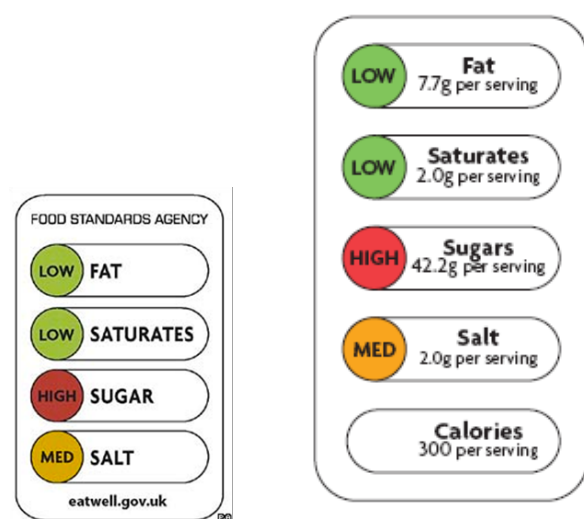 FOOD STANDARDS AGENCY
LOW FAT
LOW SATURATES
HIGH SUGAR
MED SALT
eatwell.gov.uk
LOW Fat
7.7g per serving
LOW Saturates
2.0g per serving
HIGH Sugars
42.2g per serving
MED Salt
2.0g per serving
Calories
300 per serving